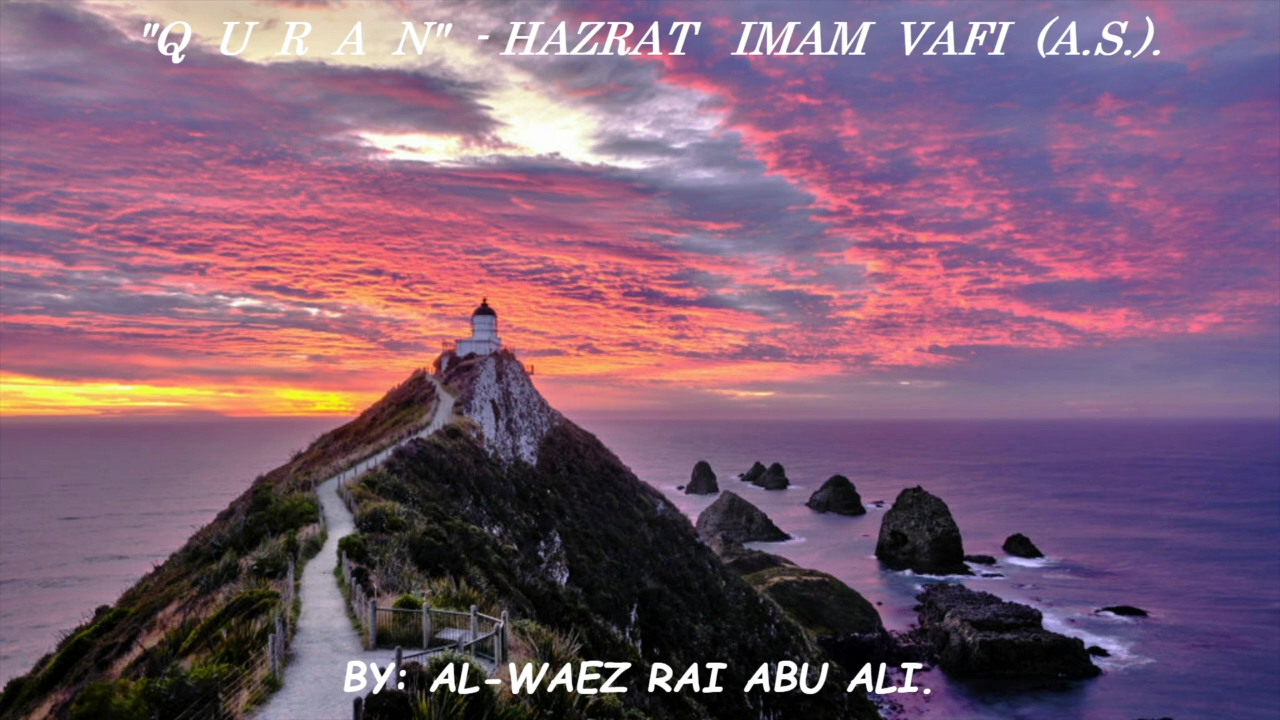 "Q U R A N" - HAZRAT IMAM VAFI (A.S.).
BY: AL-WAEZ RAI ABU ALI.